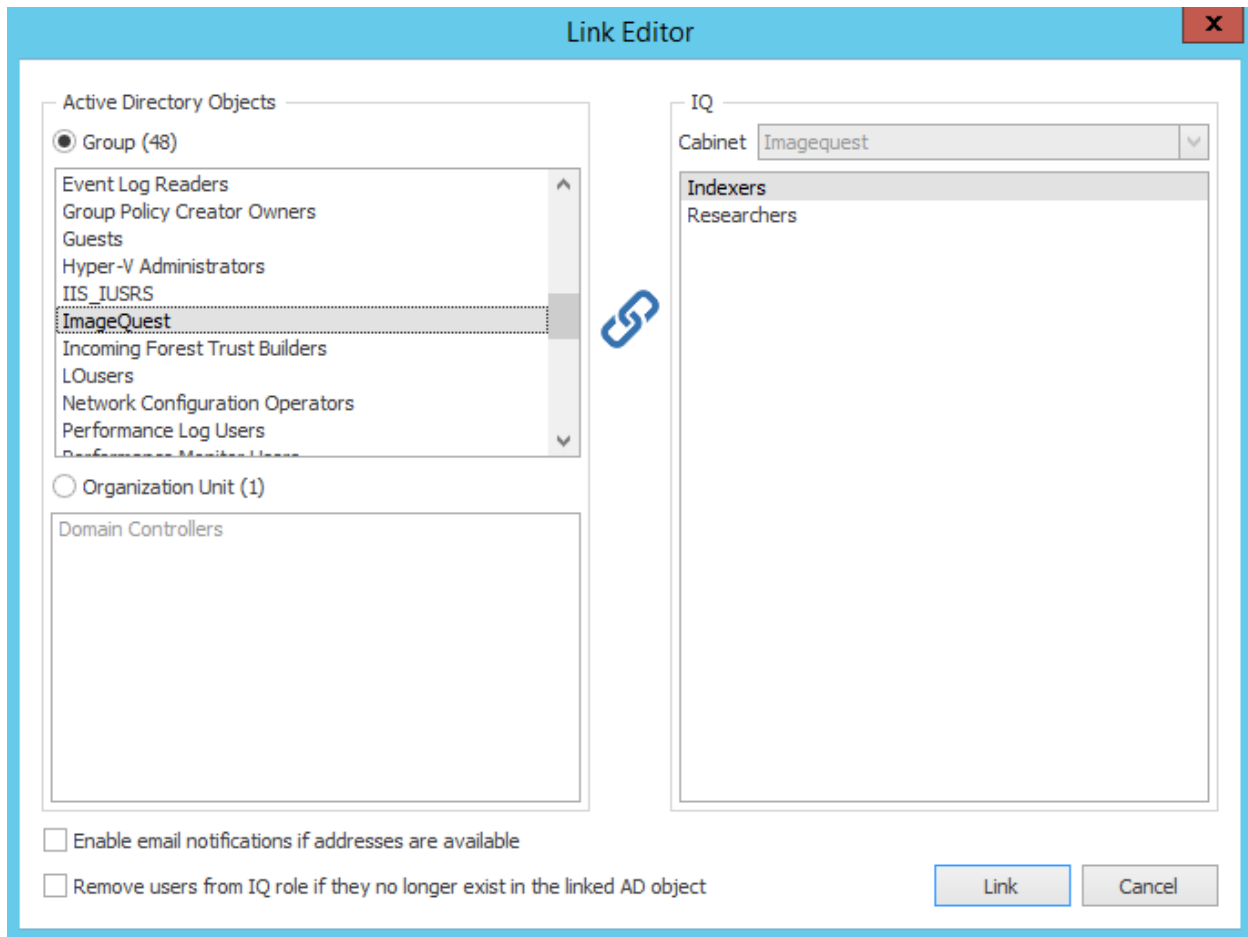 Link Editor
x
Active Directory Objects
Group (48)
Event Log Readers
Group Policy Creator Owners
Guests
Hyper-V Administrators
IIS_IUSRS
ImageQuest
Incoming Forest Trust Builders
LOusers
Network Configuration Operators
Performance Log Users
Performance Monitor Users
Organization Unit (1)
Domain Controllers
IQ
Cabinet Imagequest
Indexers
Researchers
Enable email notifications if addresses are available
Remove users from IQ role if they no longer exist in the linked AD object
Link
Cancel